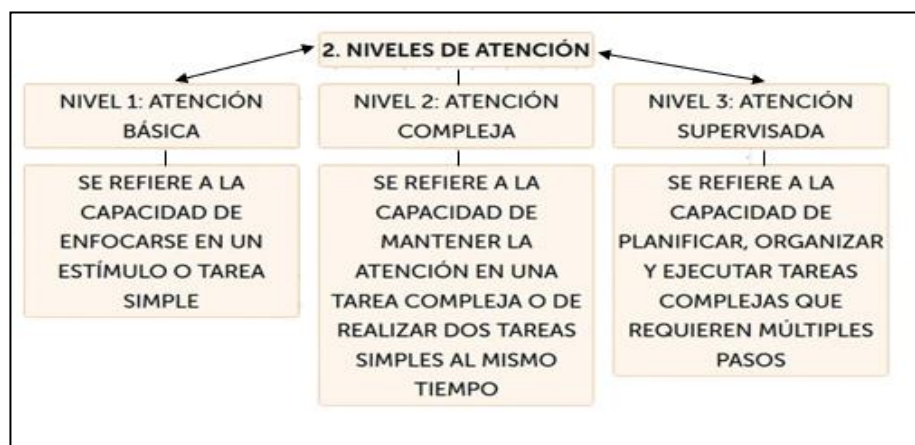 2. NIVELES DE ATENCIÓN
NIVEL 1: ATENCIÓN
BÁSICA
SE REFIERE A LA
CAPACIDAD DE
ENFOCARSE EN UN
ESTÍMULO O TAREA
SIMPLE
NIVEL 2: ATENCIÓN
COMPLEJA
SE REFIERE A LA
CAPACIDAD DE
MANTENER LA
ATENCIÓN EN UNA
TAREA COMPLEJA O DE
REALIZAR DOS TAREAS
SIMPLES AL MISMO
TIEMPO
NIVEL 3: ATENCIÓN
SUPERVISADA
SE REFIERE A LA
CAPACIDAD DE
PLANIFICAR, ORGANIZAR
Y EJECUTAR TAREAS
COMPLEJAS QUE
REQUIEREN MÚLTIPLES
PASOS